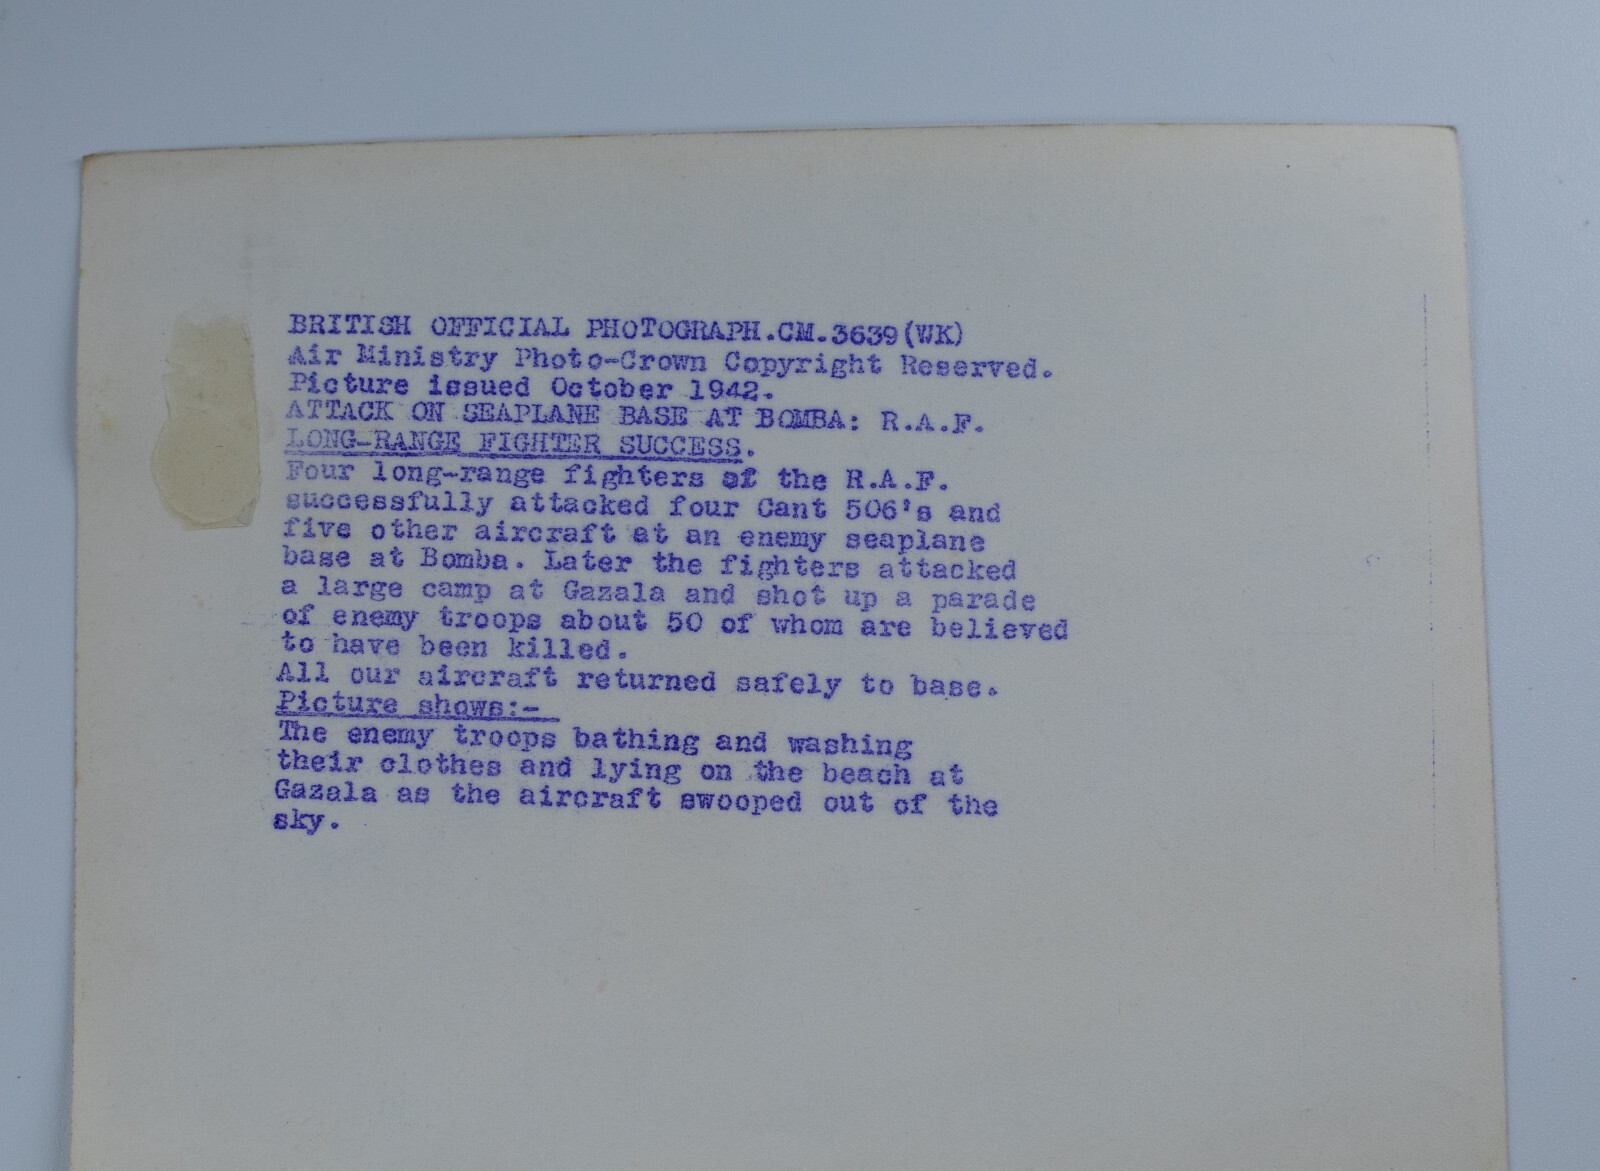 BRITISH OFFICIAL PHOTOGRAPH.CM.3639(WK)
Air Ministry Photo-Crown Copyright Reserved.
Picture issued October 1942.
ATTACK ON SEAPLANE BASE AT BOMBA: R.A.F.
LONG-RANGE FIGHTER SUCCESS.
Four long-range fighters of the R.A.F.
successfully attacked four Cant 506's and
five other aircraft at an enemy seaplane
base at Bomba. Later the fighters attacked
a large camp at Gazala and shot up a parade
of enemy troops about 50 of whom are believed
to have been killed.
All our aircraft returned safely to base.
Picture shows:-
The enemy troops bathing and washing
their clothes and lying on the beach at
Gazala as the aircraft swooped out of the
sky.